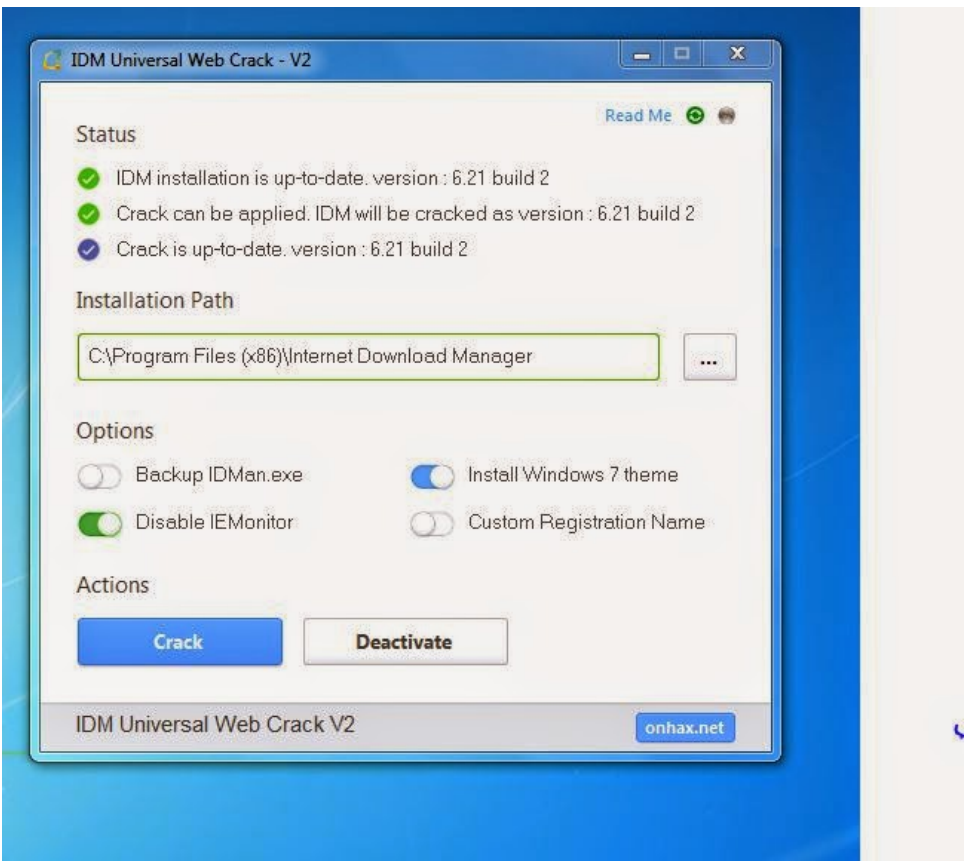 IDM Universal Web Crack - V2
Read Me
Status
IDM installation is up-to-date. version : 6.21 build 2
Crack can be applied. IDM will be cracked as version : 6.21 build 2
Crack is up-to-date. version : 6.21 build 2
Installation Path
C:\Program Files (x86)\Internet Download Manager
...
Options
Backup IDMan.exe
Install Windows 7 theme
Disable IEMonitor
Custom Registration Name
Actions
Crack
Deactivate
IDM Universal Web Crack V2
onhax.net